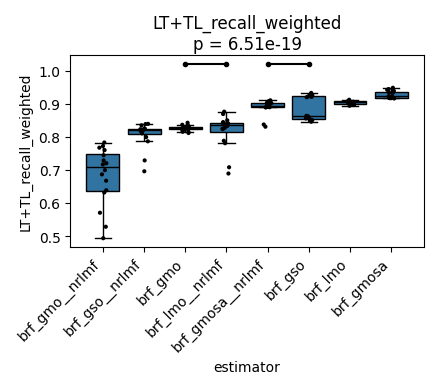 LT+TL_recall_weighted
p = 6.51e-19
LT+TL_recall_weighted
1.0
0.9
0.8
0.7
0.6
0.5
brf_gmo__nrlmf
brf_gso__nrlmf
brf_gmo
brf_lmo__nrlmf
brf_gmosa__nrlmf
brf_gso
brf_lmo
brf_gmosa
estimator